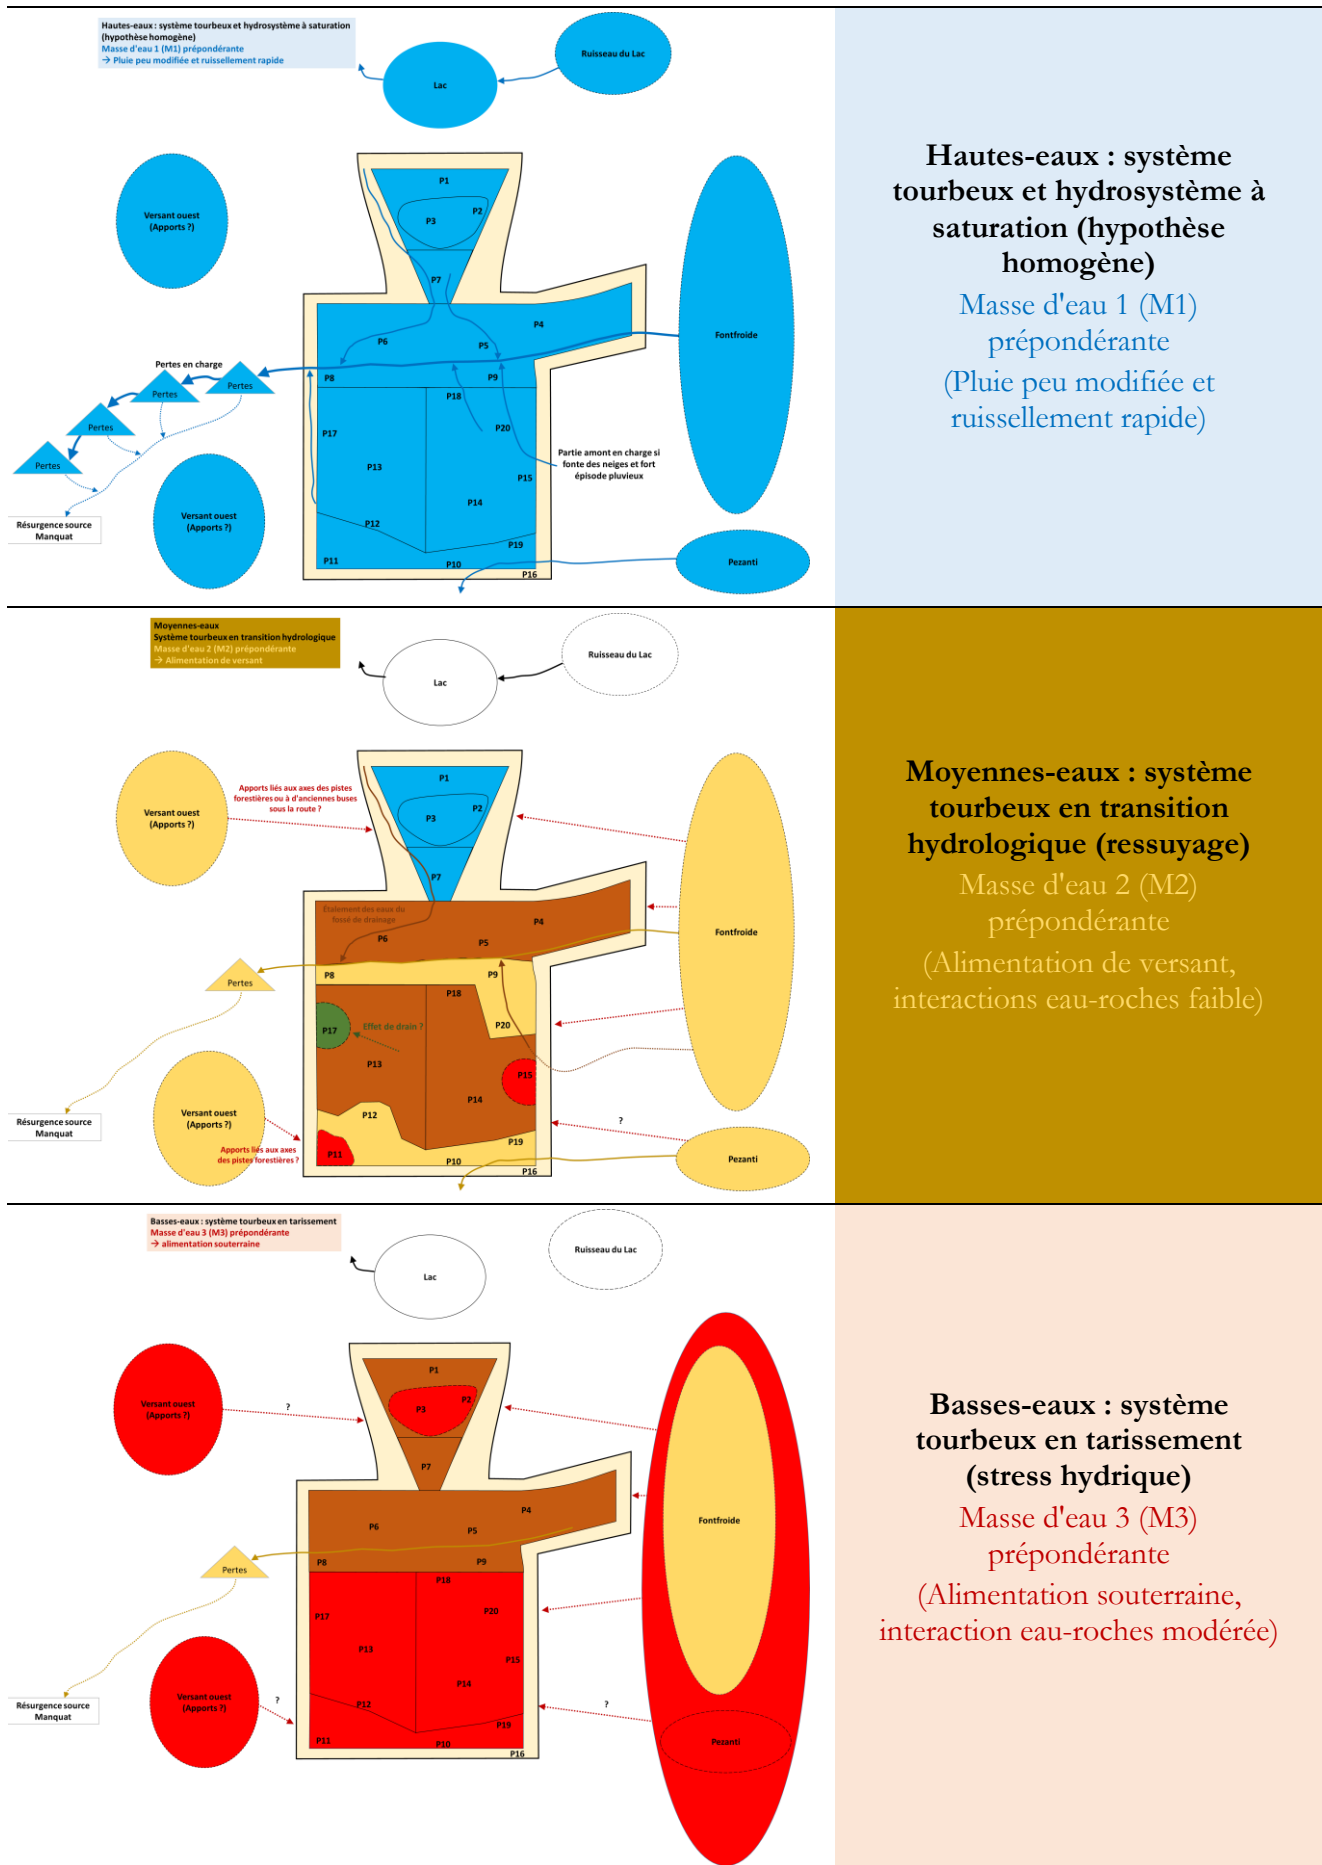 Hautes-eaux : système tourbeux et hydrosystème à saturation
(hypothèse homogène)
Masse d'eau 1 (M1) prépondérante
→ Pluie peu modifiée et ruissellement rapide
Ruisseau du Lac
Lac
Versant ouest
(Apports ?)
P1
P2
P3
P7
P4
P6
P5
Fontfroide
Pertes en charge
Pertes
Pertes
Pertes
Pertes
P8
P9
P18
P17
P20
P13
Partie amont en charge si
fonte des neiges et fort
épisode pluvieux
P15
P14
Versant ouest
(Apports ?)
Résurgence source
Manquat
P12
P19
P11
P10
P16
Pezanti
Hautes-eaux : système
tourbeux et hydrosystème à
saturation (hypothèse
homogène)
Masse d'eau 1 (M1)
prépondérante
(Pluie peu modifiée et
ruissellement rapide)
Moyennes-eaux
Système tourbeux en transition hydrologique
Masse d'eau 2 (M2) prépondérante
→ Alimentation de versant
Ruisseau du Lac
Lac
Versant ouest
(Apports ?)
Apports liés aux axes des pistes
forestières ou à d'anciennes buses
sous la route ?
P1
P2
P3
P7
Étalement des eaux du
fossé de drainage
P4
P6
P5
Fontfroide
Pertes
P8
P9
P18
P17
Effet de drain ?
P20
P13
P15
P14
Versant ouest
(Apports ?)
Résurgence source
Manquat
P12
?
P19
Apports liés aux axes
des pistes forestières ?
P11
P10
P16
Pezanti
Moyennes-eaux : système
tourbeux en transition
hydrologique (ressuyage)
Masse d'eau 2 (M2)
prépondérante
(Alimentation de versant,
interactions eau-roches faible)
Basses-eaux : système tourbeux en tarissement
Masse d'eau 3 (M3) prépondérante
→ alimentation souterraine
Ruisseau du Lac
Lac
Versant ouest
(Apports ?)
?
P1
P2
P3
P7
P4
P6
P5
Fontfroide
Pertes
P8
P9
P18
P17
P20
P13
P15
P14
Versant ouest
(Apports ?)
?
Résurgence source
Manquat
P12
?
P19
P11
P10
P16
Pezanti
Basses-eaux : système
tourbeux en tarissement
(stress hydrique)
Masse d'eau 3 (M3)
prépondérante
(Alimentation souterraine,
interaction eau-roches modérée)